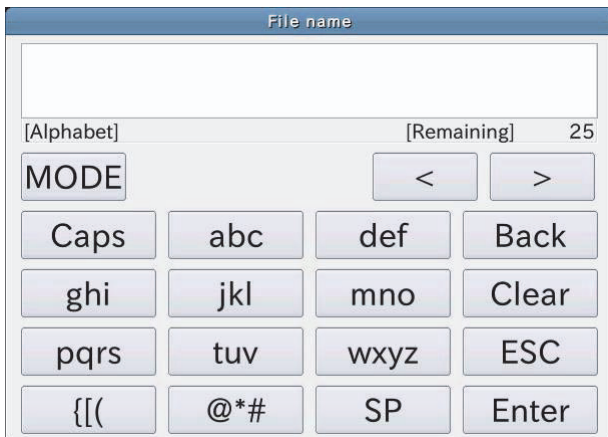 File name
[Alphabet] [Remaining] 25
MODE < >
Caps abc def Back
ghi jkl mno Clear
pqrs tuv wxyz ESC
{[( @*# SP Enter